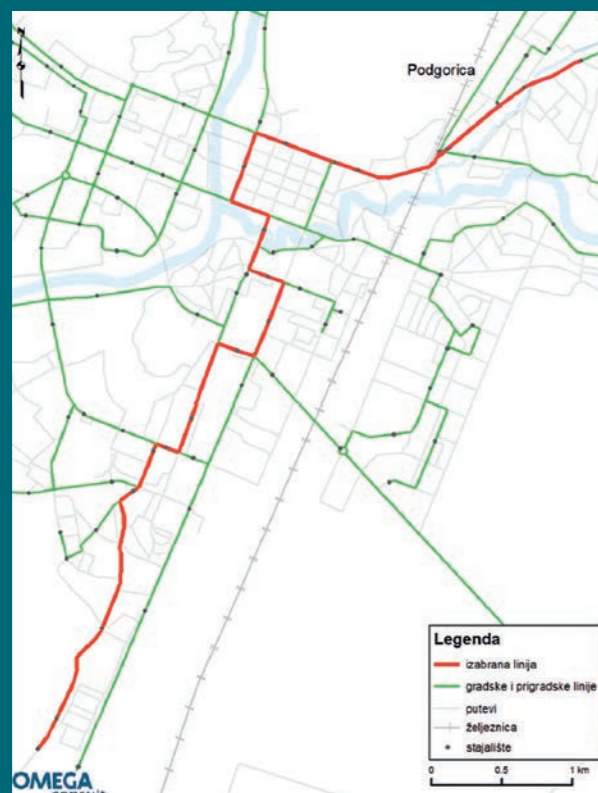 N
Podgorica
Legenda
izabrana linija
gradske i prigradske linije
putevi
željeznica
stajalište
0 0.5 1 km
OMEGA